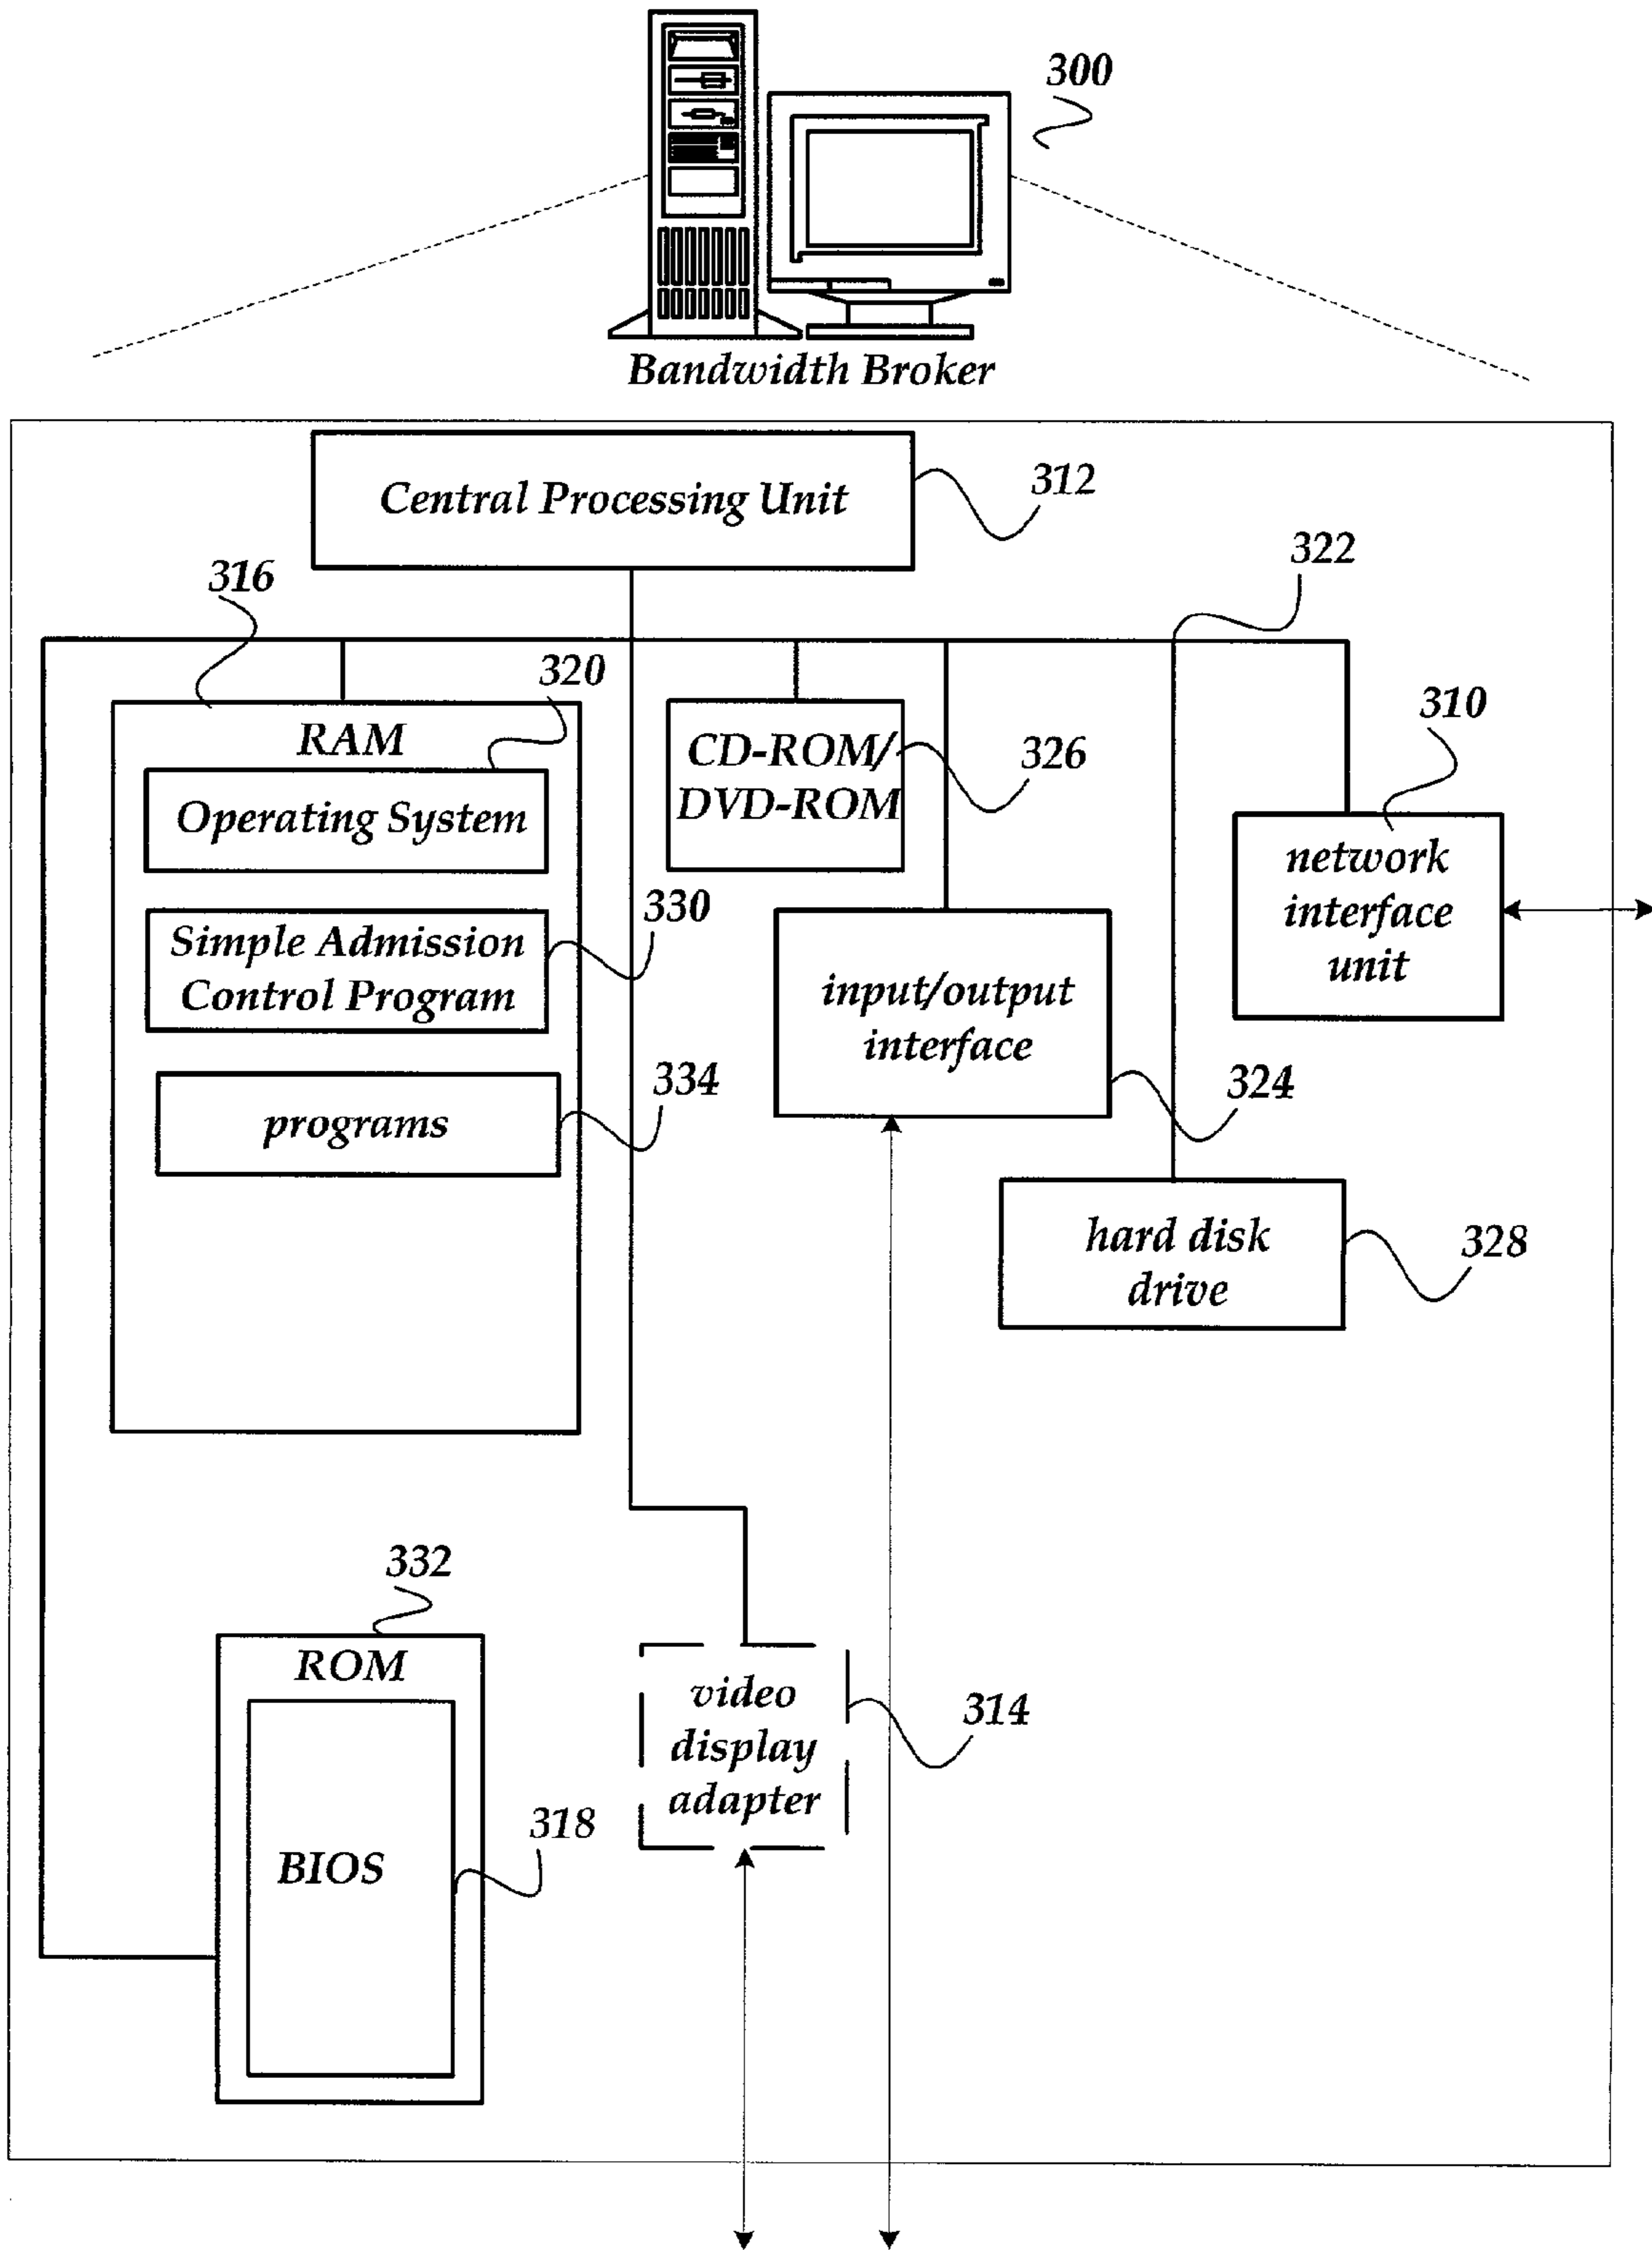 300
Bandwidth Broker
Central Processing Unit
312
322
316
320
RAM
Operating System
CD-ROM/
DVD-ROM
326
310
network
interface
unit
330
Simple Admission
Control Program
input/output
interface
324
334
programs
hard disk
drive
328
332
ROM
BIOS
318
video
display
adapter
314